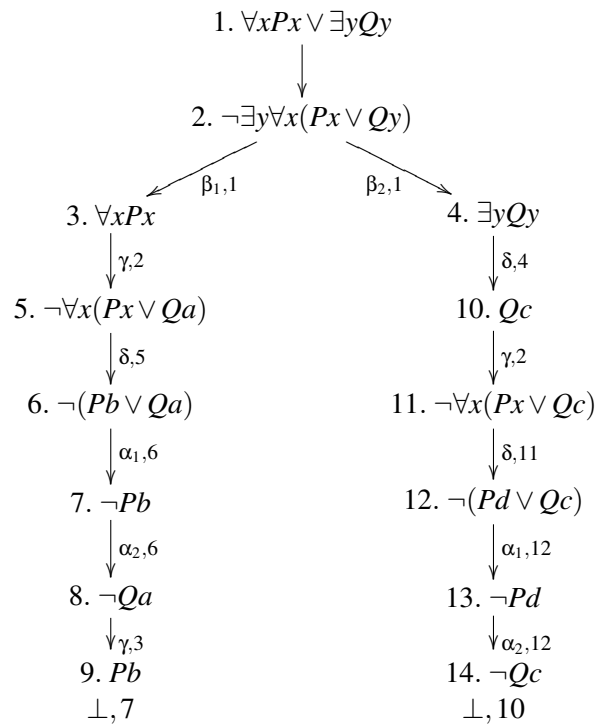 1. ∀xPx ∨ ∃yQy
2. ¬∃y∀x(Px ∨ Qy)
β₁,1
β₂,1
3. ∀xPx
4. ∃yQy
γ,2
δ,4
5. ¬∀x(Px ∨ Qa)
10. Qc
δ,5
γ,2
6. ¬(Pb ∨ Qa)
11. ¬∀x(Px ∨ Qc)
α₁,6
δ,11
7. ¬Pb
12. ¬(Pd ∨ Qc)
α₂,6
α₁,12
8. ¬Qa
13. ¬Pd
γ,3
α₂,12
9. Pb
14. ¬Qc
⊥,7
⊥,10